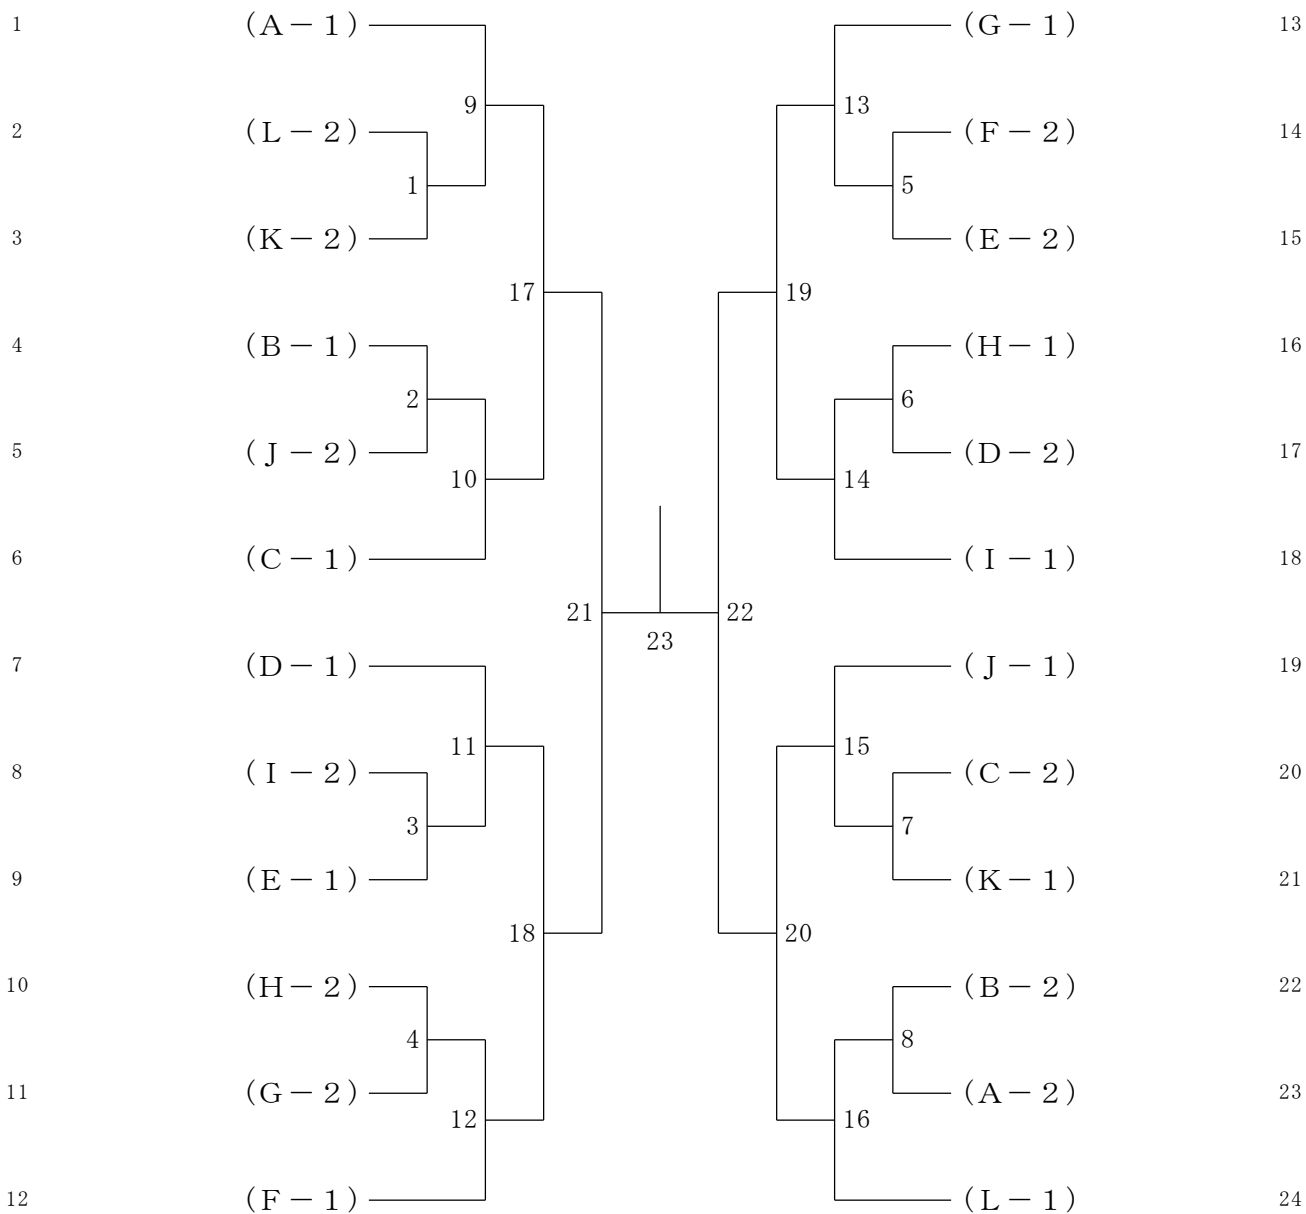 1 （A－1） （G－1） 13
9 13
2 （L－2） （F－2） 14
1 5
3 （K－2） （E－2） 15
17 19
4 （B－1） （H－1） 16
2 6
5 （J－2） （D－2） 17
10 14
6 （C－1） （I－1） 18
21 22
23
7 （D－1） （J－1） 19
11 15
8 （I－2） （C－2） 20
3 7
9 （E－1） （K－1） 21
18 20
10 （H－2） （B－2） 22
4 8
11 （G－2） （A－2） 23
12 16
12 （F－1） （L－1） 24